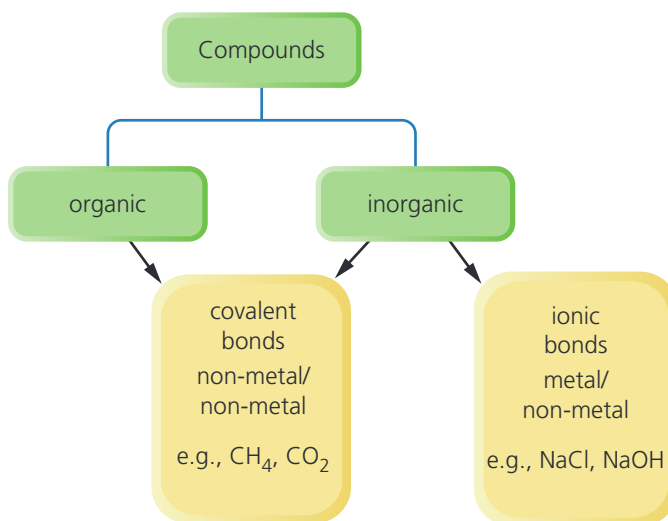 Compounds
organic
inorganic
covalent
bonds
non-metal/
non-metal
e.g., CH₄, CO₂
ionic
bonds
metal/
non-metal
e.g., NaCl, NaOH